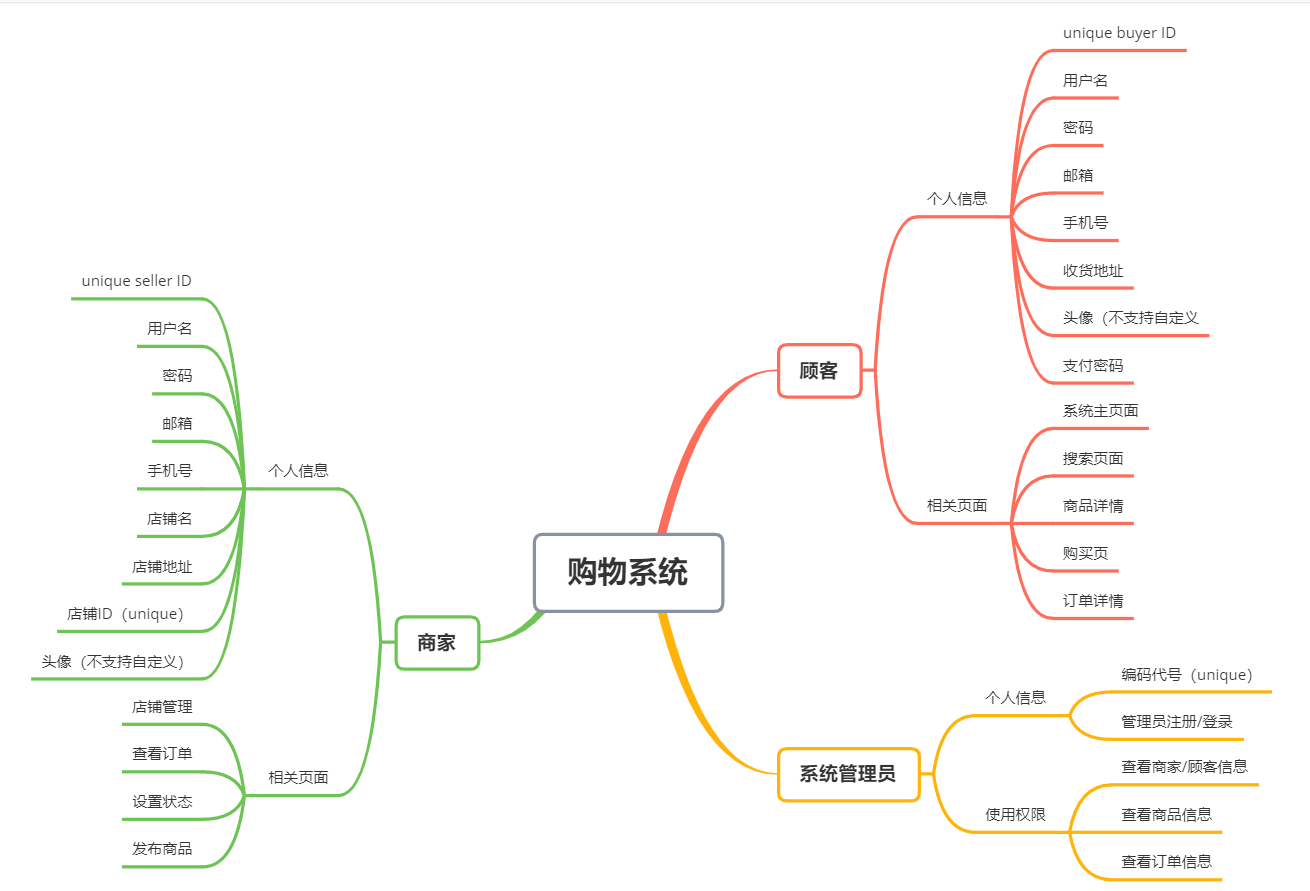 购物系统
顾客
个人信息
unique buyer ID
用户名
密码
邮箱
手机号
收货地址
头像（不支持自定义
支付密码
相关页面
系统主页面
搜索页面
商品详情
购买页
订单详情
系统管理员
个人信息
编码代号（unique）
管理员注册/登录
使用权限
查看商家/顾客信息
查看商品信息
查看订单信息
商家
个人信息
unique seller ID
用户名
密码
邮箱
手机号
店铺名
店铺地址
店铺ID（unique）
头像（不支持自定义）
相关页面
店铺管理
查看订单
设置状态
发布商品